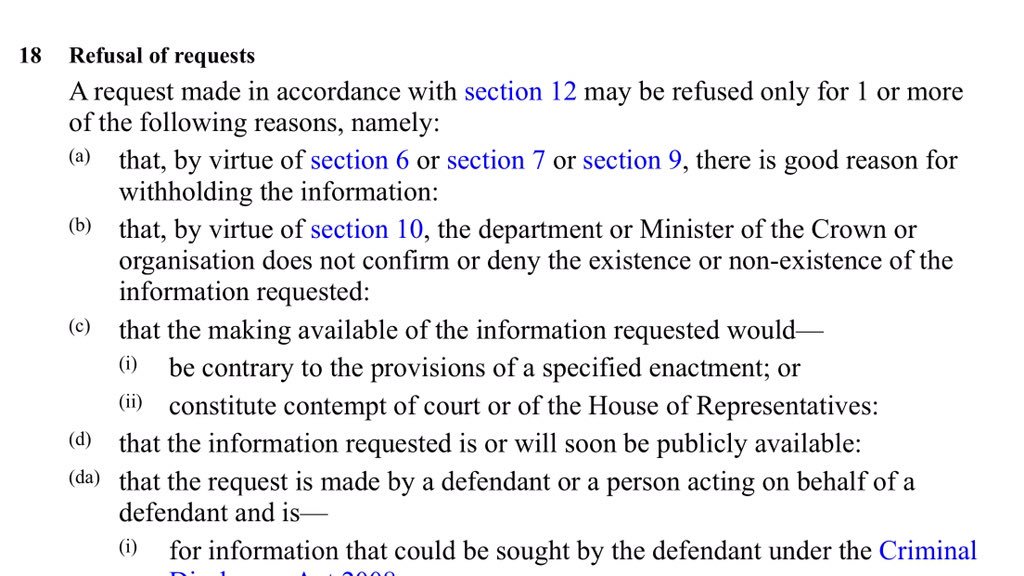 18 Refusal of requests
A request made in accordance with section 12 may be refused only for 1 or more
of the following reasons, namely:
(a) that, by virtue of section 6 or section 7 or section 9, there is good reason for
withholding the information:
(b) that, by virtue of section 10, the department or Minister of the Crown or
organisation does not confirm or deny the existence or non-existence of the
information requested:
(c) that the making available of the information requested would—
(i) be contrary to the provisions of a specified enactment; or
(ii) constitute contempt of court or of the House of Representatives:
(d) that the information requested is or will soon be publicly available:
(da) that the request is made by a defendant or a person acting on behalf of a
defendant and is—
(i) for information that could be sought by the defendant under the Criminal